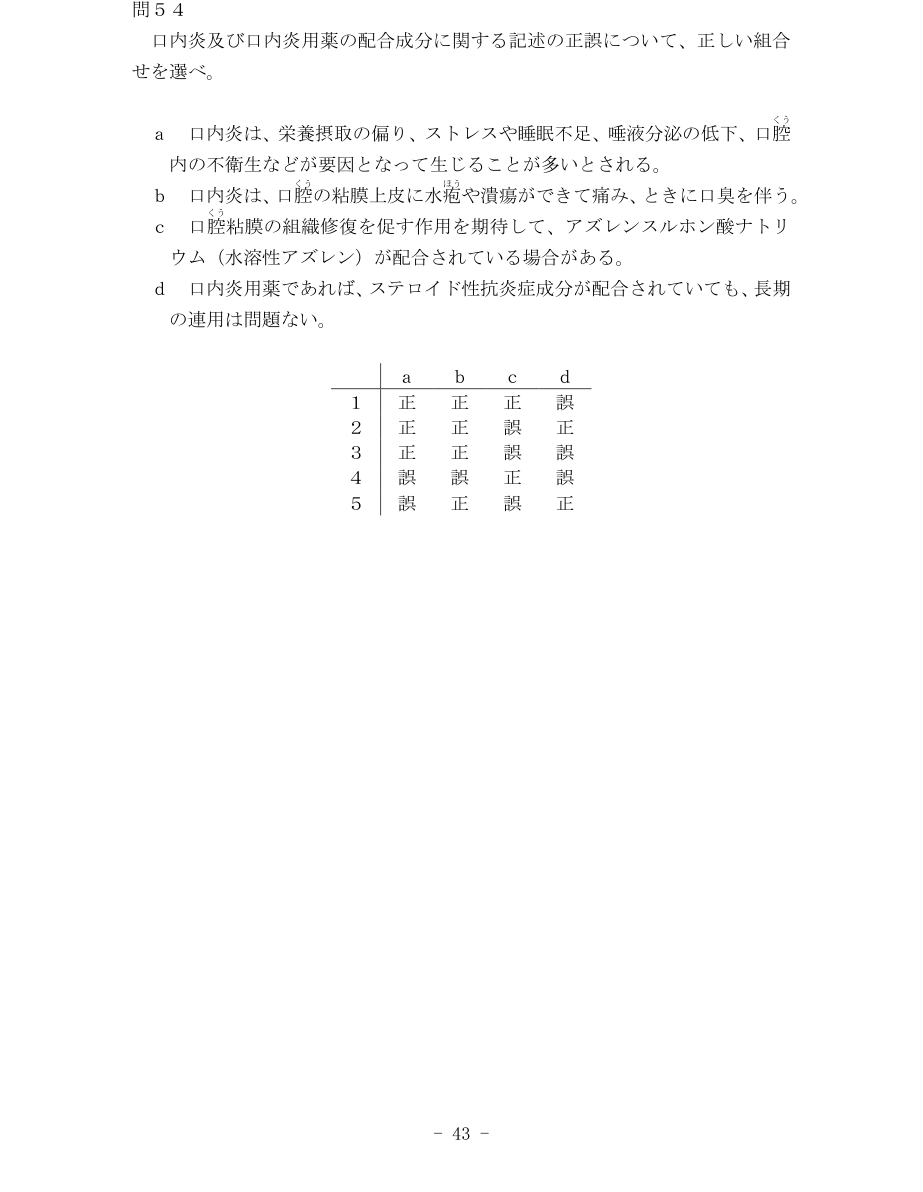 問５４
口内炎及び口内炎用薬の配合成分に関する記述の正誤について、正しい組合
せを選べ。
ａ　口内炎は、栄養摂取の偏り、ストレスや睡眠不足、唾液分泌の低下、口腔くう
内の不衛生などが要因となって生じることが多いとされる。
ｂ　口内炎は、口腔くうの粘膜上皮に水疱ほうや潰瘍ができて痛み、ときに口臭を伴う。
ｃ　口腔くう粘膜の組織修復を促す作用を期待して、アズレンスルホン酸ナトリ
ウム（水溶性アズレン）が配合されている場合がある。
ｄ　口内炎用薬であれば、ステロイド性抗炎症成分が配合されていても、長期
の連用は問題ない。
ａ　ｂ　ｃ　ｄ
１　正　正　正　誤
２　正　正　誤　正
３　正　正　誤　誤
４　誤　誤　正　誤
５　誤　正　誤　正
- 43 -